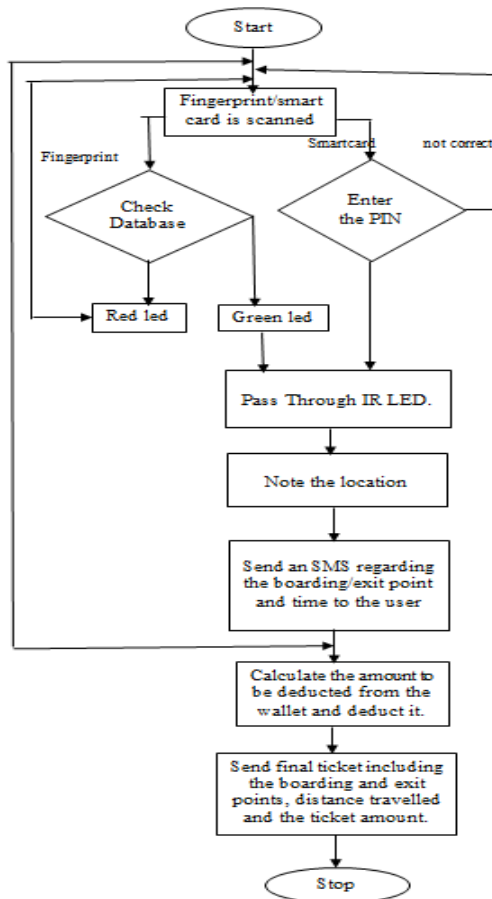 Start
Fingerprint/smart
card is scanned
Fingerprint
Smartcard
not correct
Check
Database
Enter
the PIN
Red led
Green led
Pass Through IR LED.
Note the location
Send an SMS regarding
the boarding/exit point
and time to the user
Calculate the amount to
be deducted from the
wallet and deduct it.
Send final ticket including
the boarding and exit
points, distance travelled
and the ticket amount.
Stop